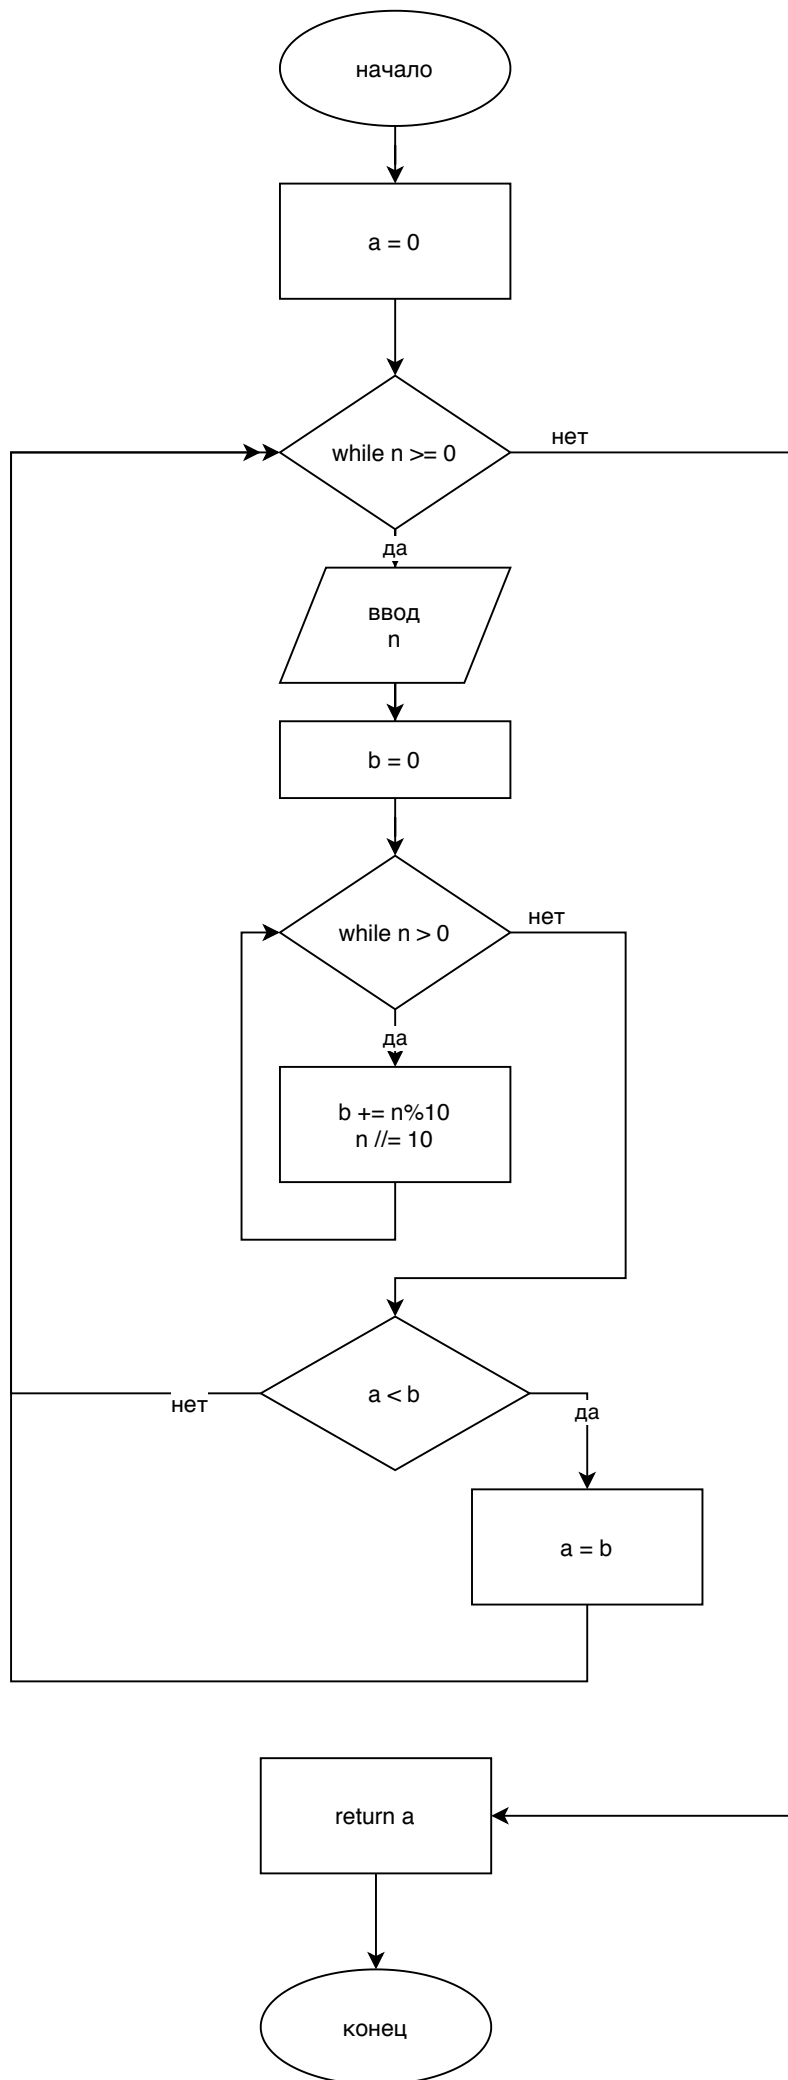 начало
a = 0
while n >= 0
нет
да
ввод
n
b = 0
while n > 0
нет
да
b += n%10
n //= 10
a < b
нет
да
a = b
return a
конец